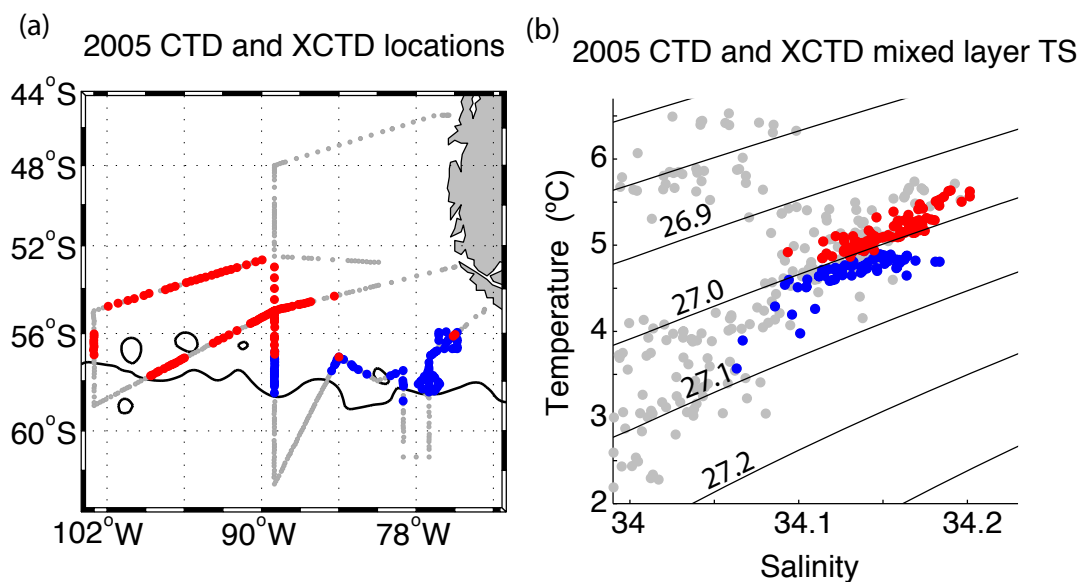 (a)
2005 CTD and XCTD locations
44°S
48°S
52°S
56°S
60°S
102°W
90°W
78°W
(b)
2005 CTD and XCTD mixed layer TS
Temperature (ºC)
6
5
4
3
2
26.9
27.0
27.1
27.2
34
34.1
34.2
Salinity